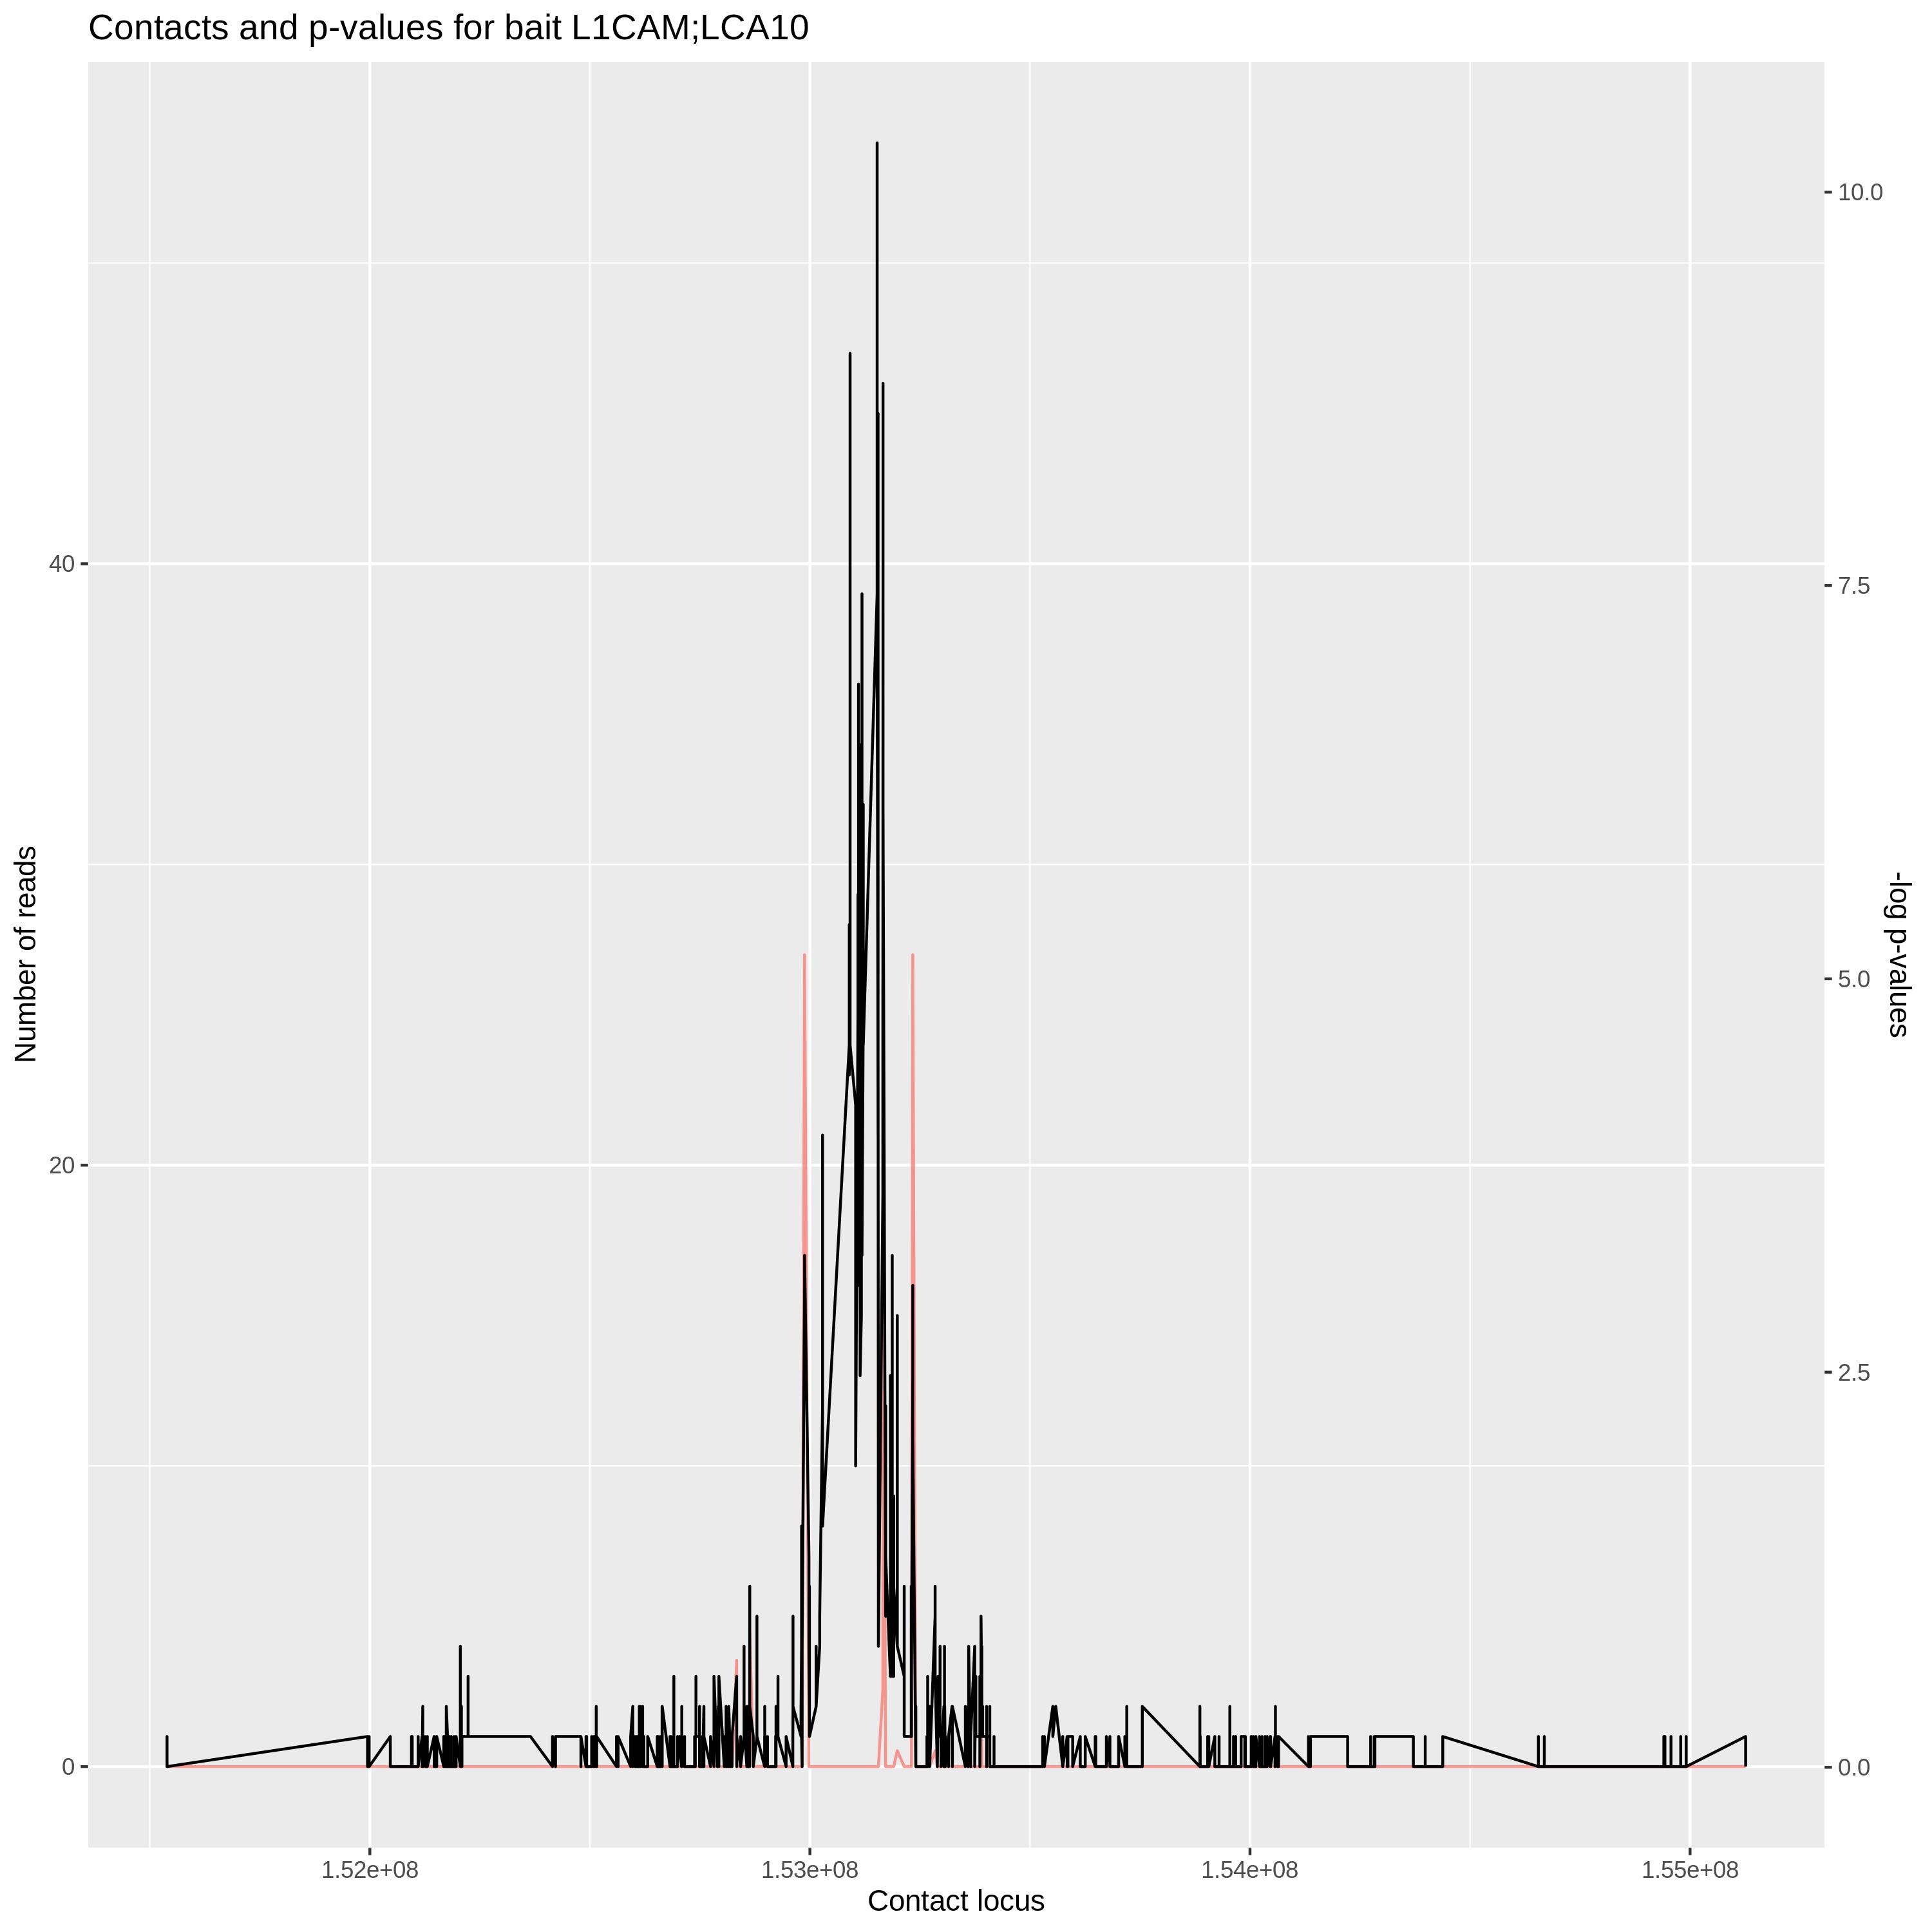 Contacts and p-values for bait L1CAM;LCA10
10.0
40
7.5
Number of reads
-log p-values
5.0
20
2.5
0
0.0
1.52e+08
1.53e+08
1.54e+08
1.55e+08
Contact locus